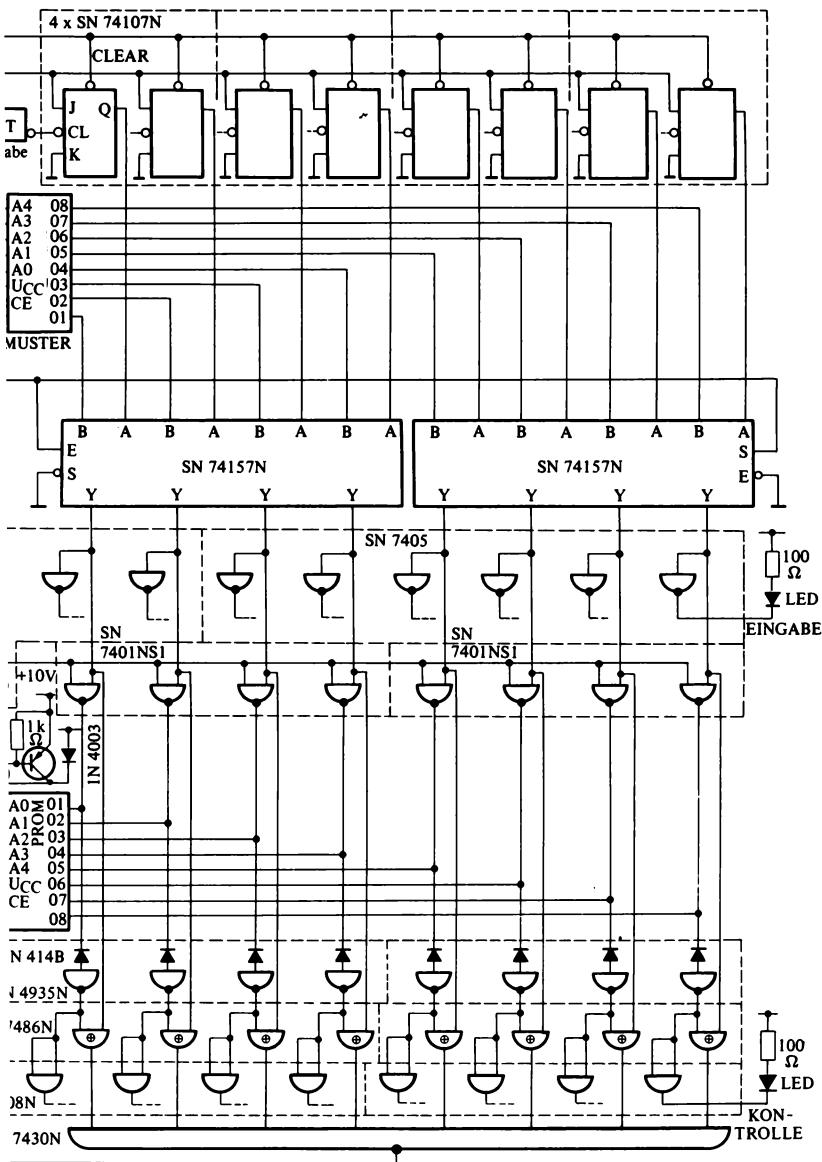 4 x SN 74107N
CLEAR
J Q
T CL
abe K
A4 08
A3 07
A2 06
A1 05
A0 04
UCC 03
CE 02
01
MUSTER
B A B A B A B A B A B A B A B A
E SN 74157N SN 74157N S
S E
Y Y Y Y Y Y Y Y
SN 7405
100
Ω
LED
EINGABE
SN SN
7401NS1 7401NS1
+10V
1k
Ω
1N 4003
PROM
A0 01
A1 02
A2 03
A3 04
A4 05
UCC 06
CE 07
08
N 414B
N 4935N
7486N
100
Ω
LED
08N
KON-
TROLLE
7430N